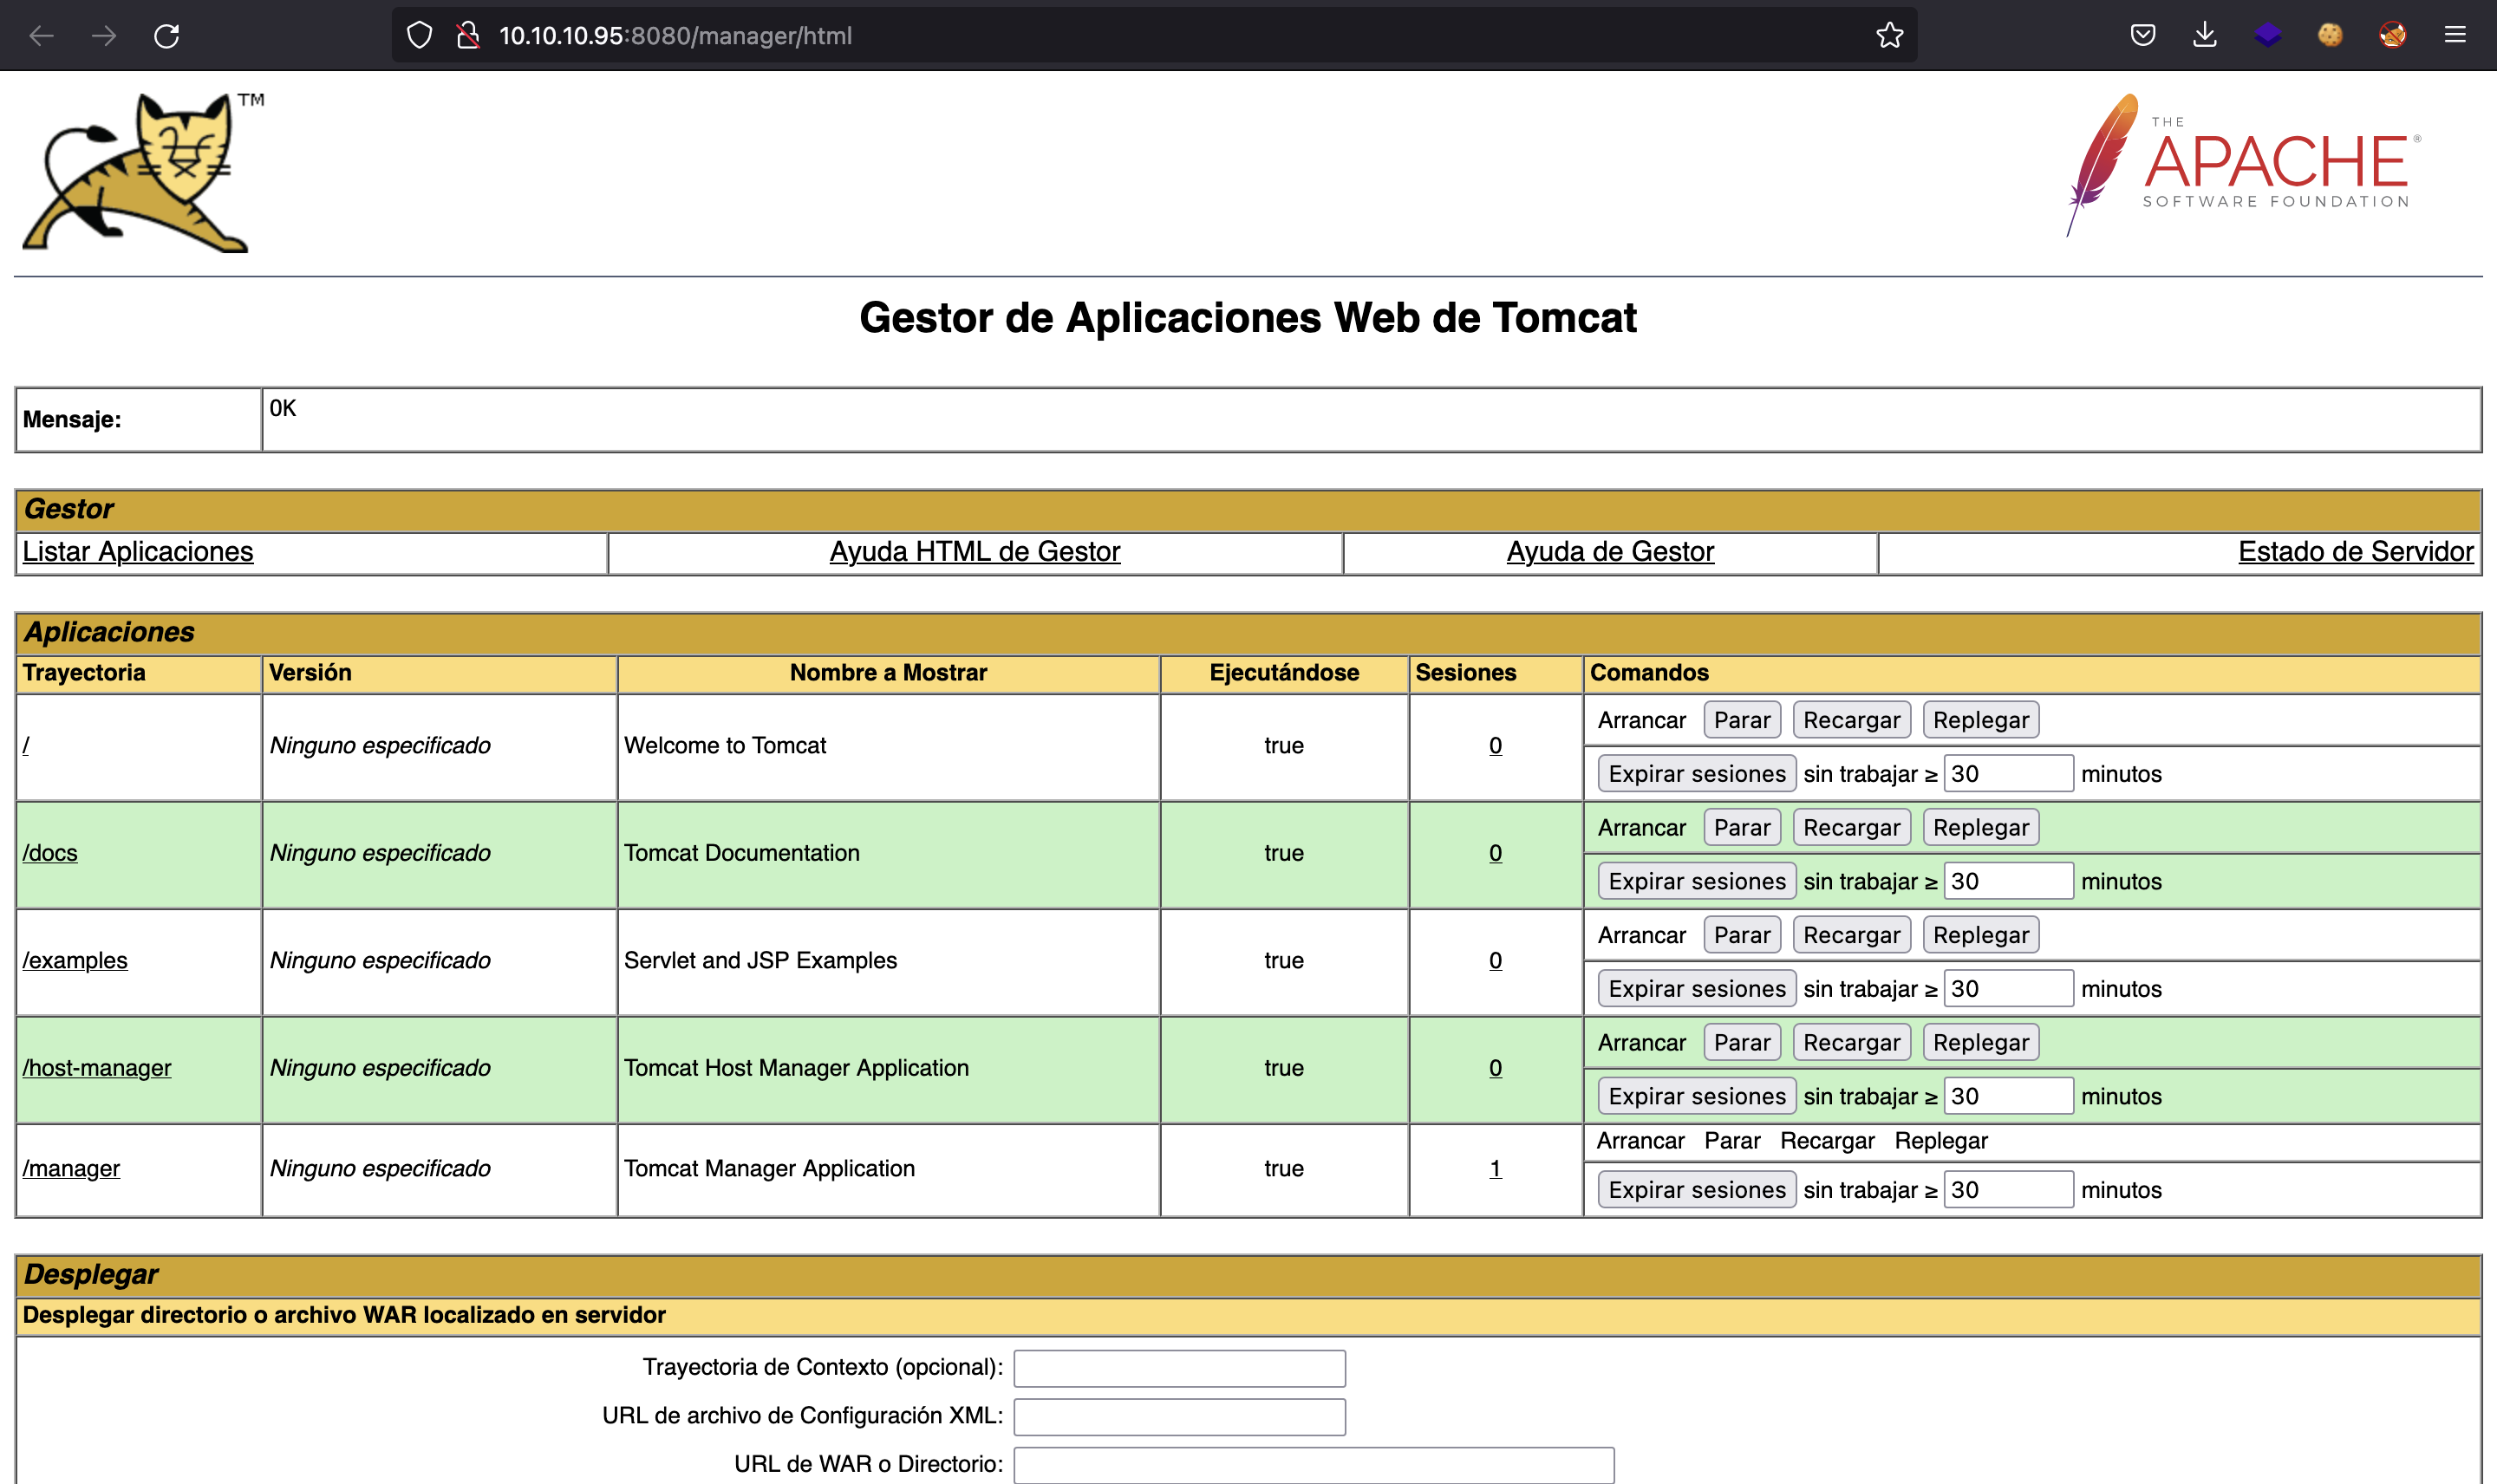 10.10.10.95:8080/manager/html
TM
THE
APACHE®
SOFTWARE FOUNDATION
Gestor de Aplicaciones Web de Tomcat
Mensaje: OK
Gestor
Listar Aplicaciones Ayuda HTML de Gestor Ayuda de Gestor Estado de Servidor
Aplicaciones
Trayectoria Versión Nombre a Mostrar Ejecutándose Sesiones Comandos
/ Ninguno especificado Welcome to Tomcat true 0 Arrancar Parar Recargar Replegar
Expirar sesiones sin trabajar ≥ 30 minutos
/docs Ninguno especificado Tomcat Documentation true 0 Arrancar Parar Recargar Replegar
Expirar sesiones sin trabajar ≥ 30 minutos
/examples Ninguno especificado Servlet and JSP Examples true 0 Arrancar Parar Recargar Replegar
Expirar sesiones sin trabajar ≥ 30 minutos
/host-manager Ninguno especificado Tomcat Host Manager Application true 0 Arrancar Parar Recargar Replegar
Expirar sesiones sin trabajar ≥ 30 minutos
/manager Ninguno especificado Tomcat Manager Application true 1 Arrancar Parar Recargar Replegar
Expirar sesiones sin trabajar ≥ 30 minutos
Desplegar
Desplegar directorio o archivo WAR localizado en servidor
Trayectoria de Contexto (opcional):
URL de archivo de Configuración XML:
URL de WAR o Directorio: